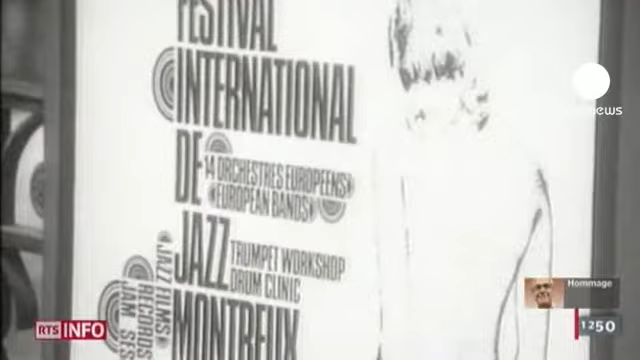 FESTIVAL
INTERNATIONAL
DE
14 ORCHESTRES EUROPEENS
EUROPEAN BANDS
JAZZ
TRUMPET WORKSHOP
DRUM CLINIC
MONTREUX
JAZZ FILMS
RECORDS
JAM SES
news
Hommage
RTS INFO
12 50